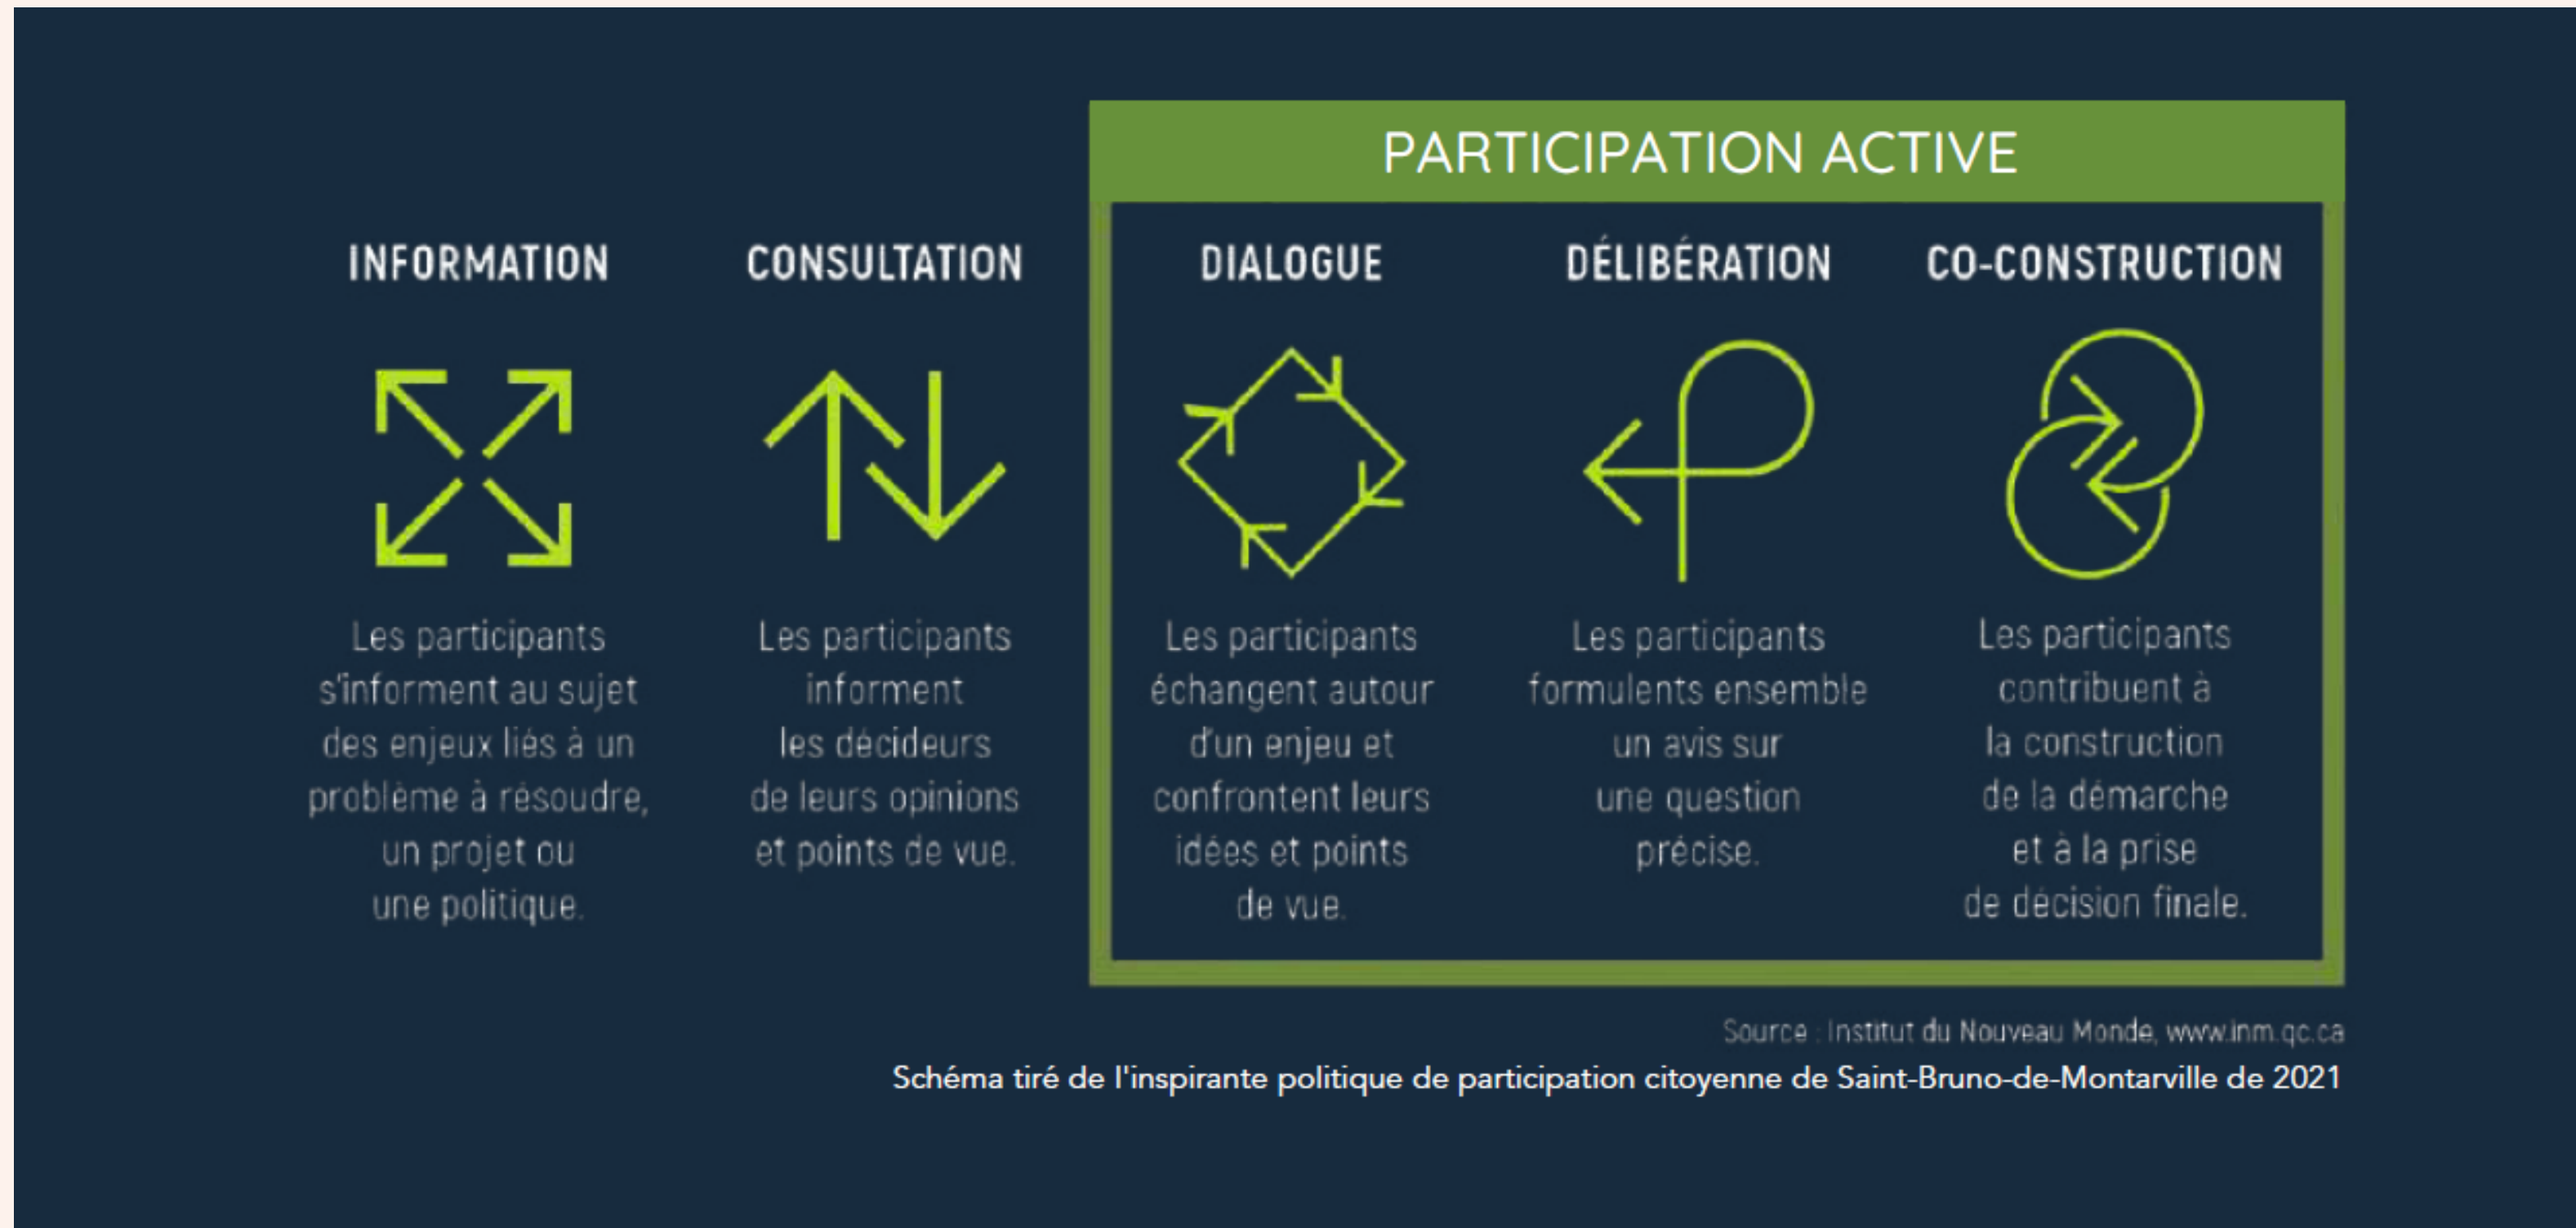 PARTICIPATION ACTIVE
INFORMATION
Les participants
s'informent au sujet
des enjeux liés à un
problème à résoudre,
un projet ou
une politique.
CONSULTATION
Les participants
informent
les décideurs
de leurs opinions
et points de vue.
DIALOGUE
Les participants
échangent autour
d'un enjeu et
confrontent leurs
idées et points
de vue.
DÉLIBÉRATION
Les participants
formulents ensemble
un avis sur
une question
précise.
CO-CONSTRUCTION
Les participants
contribuent à
la construction
de la démarche
et à la prise
de décision finale.
Source : Institut du Nouveau Monde, www.inm.qc.ca
Schéma tiré de l'inspirante politique de participation citoyenne de Saint-Bruno-de-Montarville de 2021